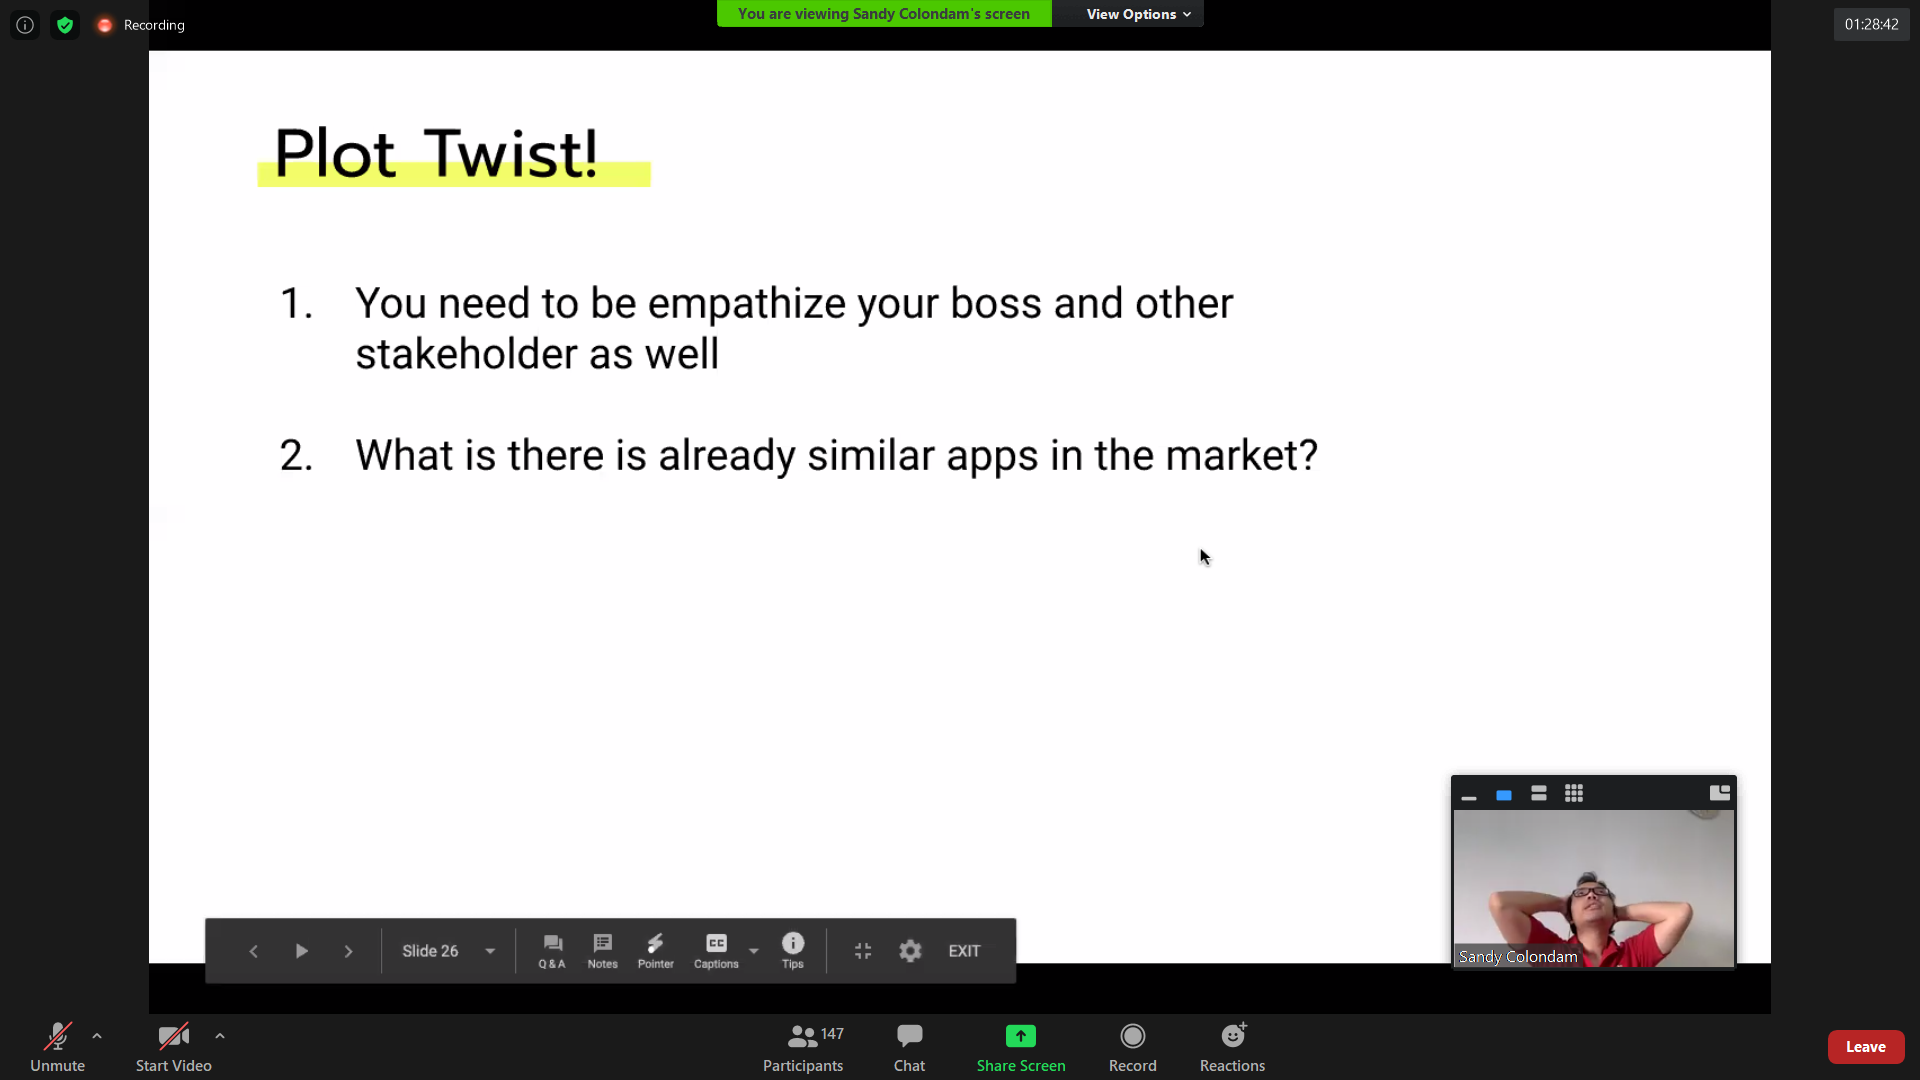 Recording
You are viewing Sandy Colondam's screen
View Options
01:28:42
Plot Twist!
1. You need to be empathize your boss and other
stakeholder as well
2. What is there is already similar apps in the market?
Slide 26
Q & A
Notes
Pointer
CC
Captions
Tips
EXIT
Sandy Colondam
Unmute
Start Video
147
Participants
Chat
Share Screen
Record
Reactions
Leave